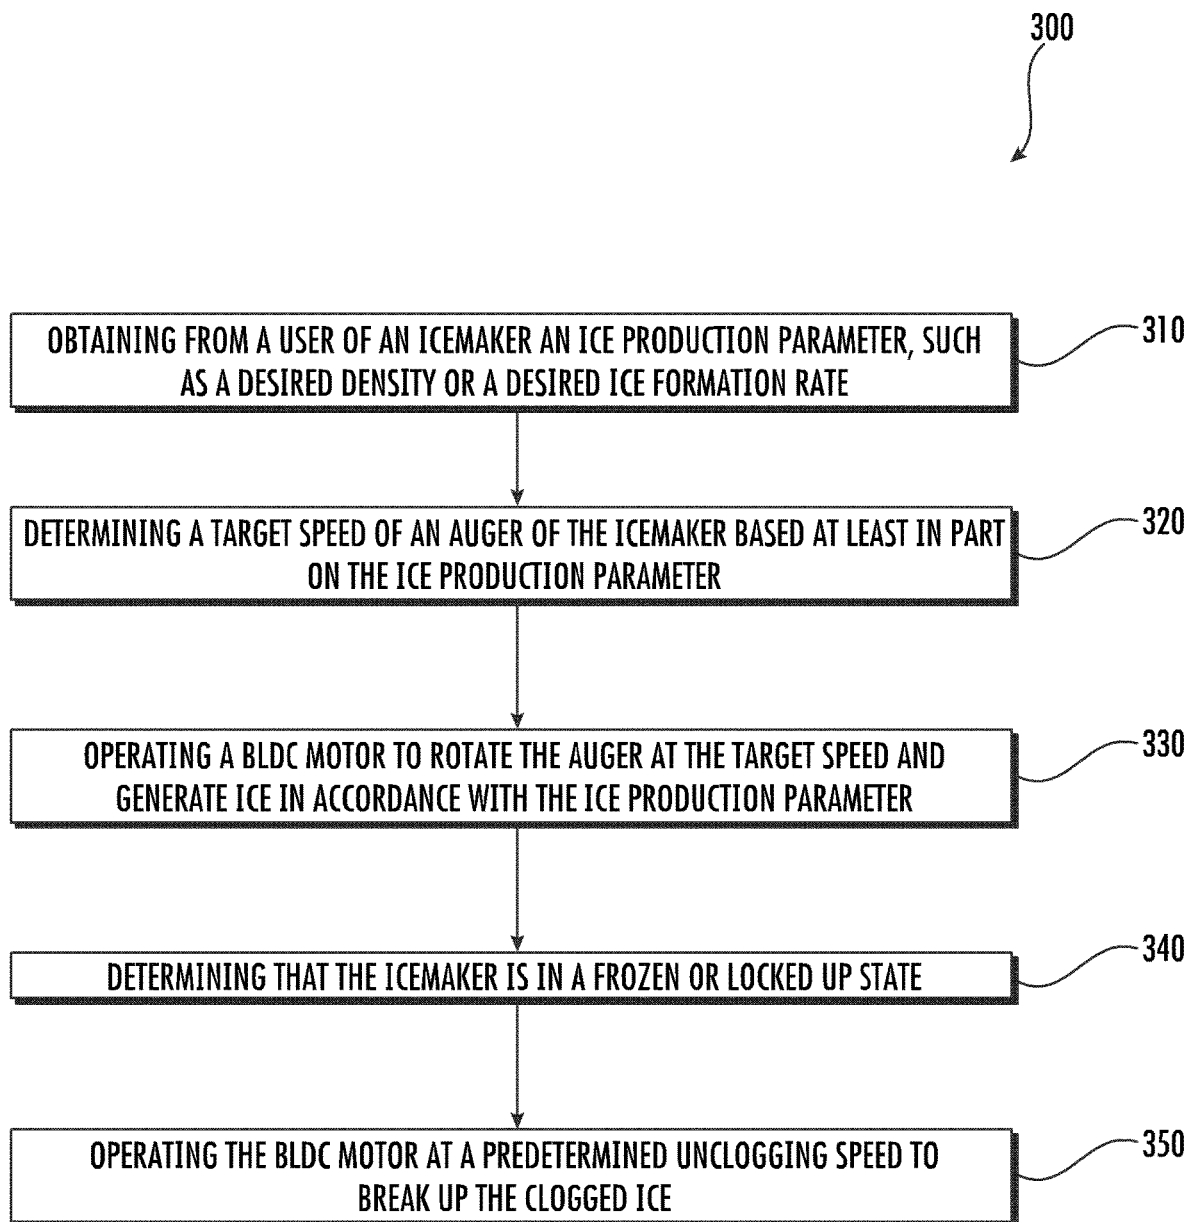 300
OBTAINING FROM A USER OF AN ICEMAKER AN ICE PRODUCTION PARAMETER, SUCH
AS A DESIRED DENSITY OR A DESIRED ICE FORMATION RATE
310
DETERMINING A TARGET SPEED OF AN AUGER OF THE ICEMAKER BASED AT LEAST IN PART
ON THE ICE PRODUCTION PARAMETER
320
OPERATING A BLDC MOTOR TO ROTATE THE AUGER AT THE TARGET SPEED AND
GENERATE ICE IN ACCORDANCE WITH THE ICE PRODUCTION PARAMETER
330
DETERMINING THAT THE ICEMAKER IS IN A FROZEN OR LOCKED UP STATE
340
OPERATING THE BLDC MOTOR AT A PREDETERMINED UNCLOGGING SPEED TO
BREAK UP THE CLOGGED ICE
350